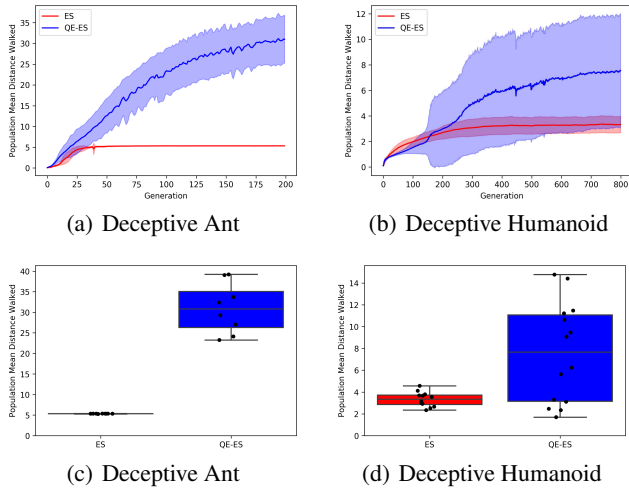 ES
QE-ES
Population Mean Distance Walked
35
30
25
20
15
10
5
0
0 25 50 75 100 125 150 175 200
Generation
(a) Deceptive Ant
ES
QE-ES
Population Mean Distance Walked
12
10
8
6
4
2
0
0 100 200 300 400 500 600 700 800
Generation
(b) Deceptive Humanoid
Population Mean Distance Walked
40
35
30
25
20
15
10
5
0
ES QE-ES
(c) Deceptive Ant
Population Mean Distance Walked
14
12
10
8
6
4
2
0
ES QE-ES
(d) Deceptive Humanoid